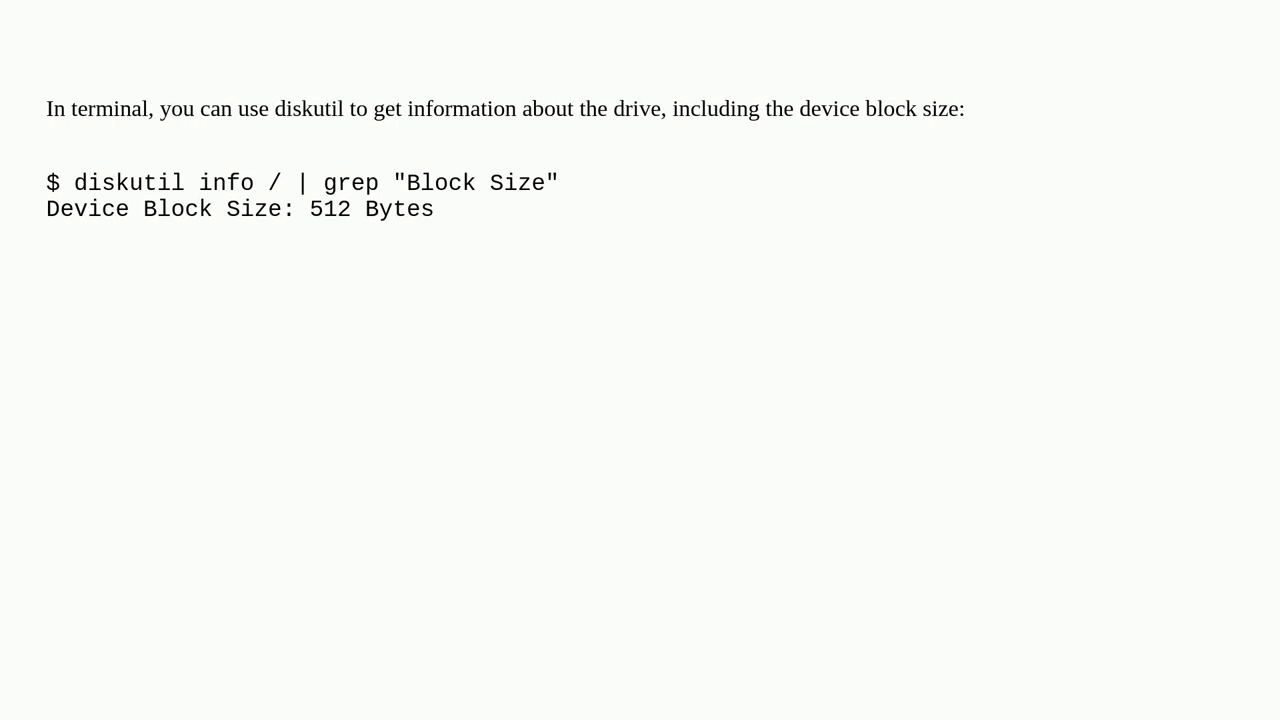 In terminal, you can use diskutil to get information about the drive, including the device block size:
$ diskutil info / | grep "Block Size"
Device Block Size: 512 Bytes